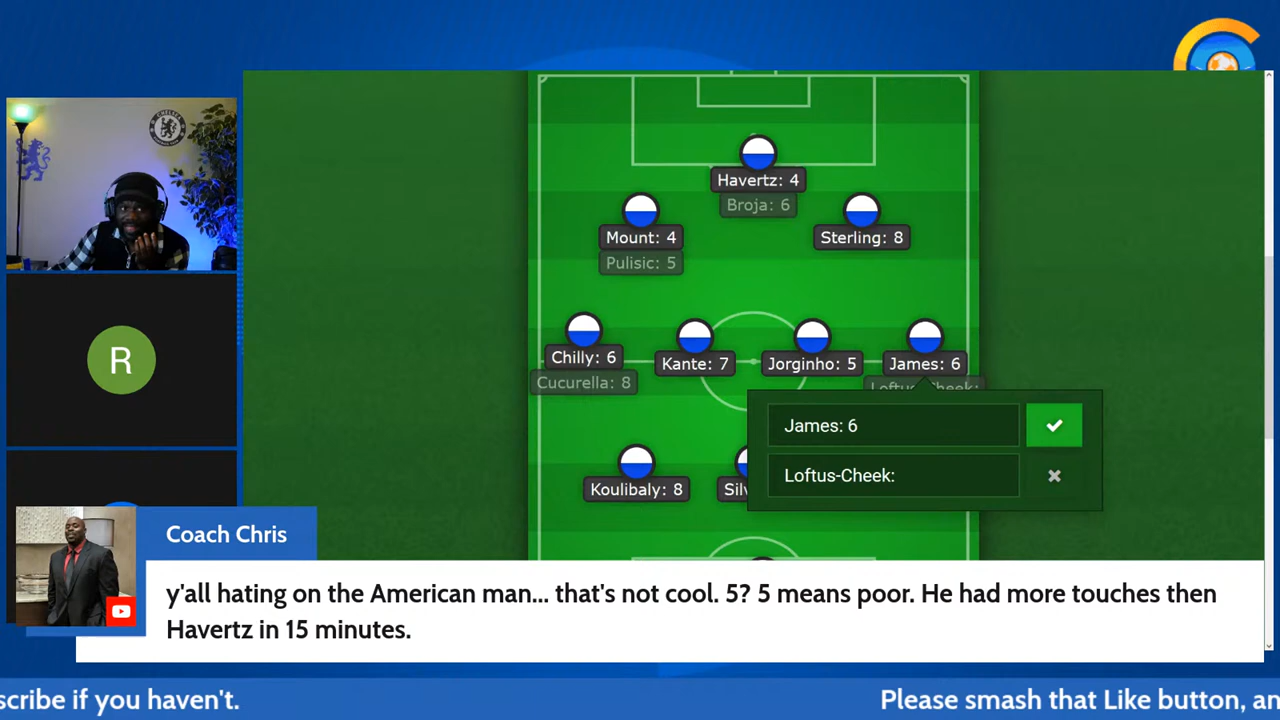 Havertz: 4
Broja: 6
Mount: 4
Sterling: 8
Pulisic: 5
Chilly: 6
Kante: 7
Jorginho: 5
James: 6
Cucurella: 8
Loftus-Cheek:
James: 6
Loftus-Cheek:
Koulibaly: 8
R
Coach Chris
y'all hating on the American man... that's not cool. 5? 5 means poor. He had more touches then
Havertz in 15 minutes.
scribe if you haven't.
Please smash that Like button, an